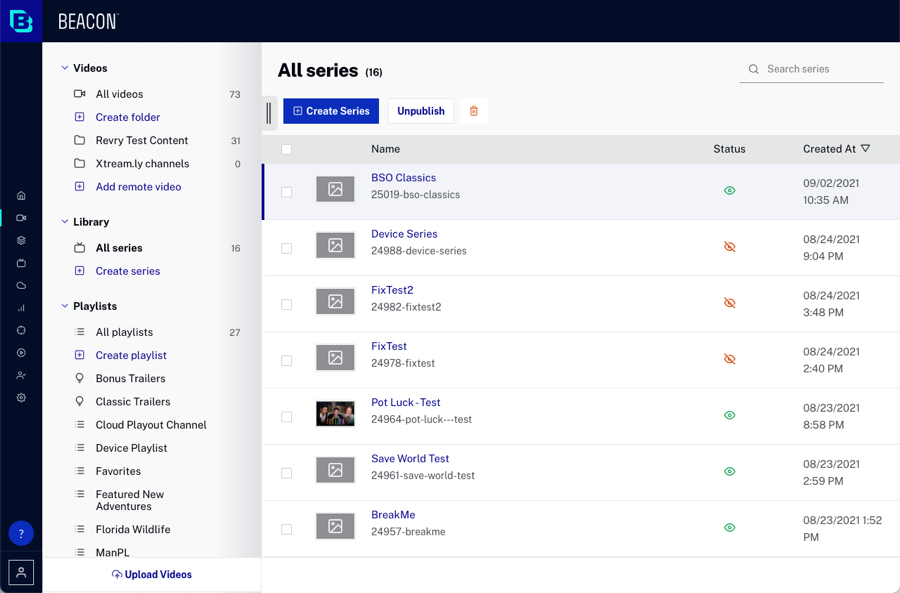 BEACON
Videos
All videos 73
Create folder
Revry Test Content 31
Xtream.ly channels 0
Add remote video
Library
All series 16
Create series
Playlists
All playlists 27
Create playlist
Bonus Trailers
Classic Trailers
Cloud Playout Channel
Device Playlist
Favorites
Featured New
Adventures
Florida Wildlife
ManPL
Upload Videos
?
All series (16)
Search series
Create Series Unpublish
Name Status Created At
BSO Classics
25019-bso-classics
09/02/2021
10:35 AM
Device Series
24988-device-series
08/24/2021
9:04 PM
FixTest2
24982-fixtest2
08/24/2021
3:48 PM
FixTest
24978-fixtest
08/24/2021
2:40 PM
Pot Luck - Test
24964-pot-luck---test
08/23/2021
8:58 PM
Save World Test
24961-save-world-test
08/23/2021
2:59 PM
BreakMe
24957-breakme
08/23/2021 1:52
PM